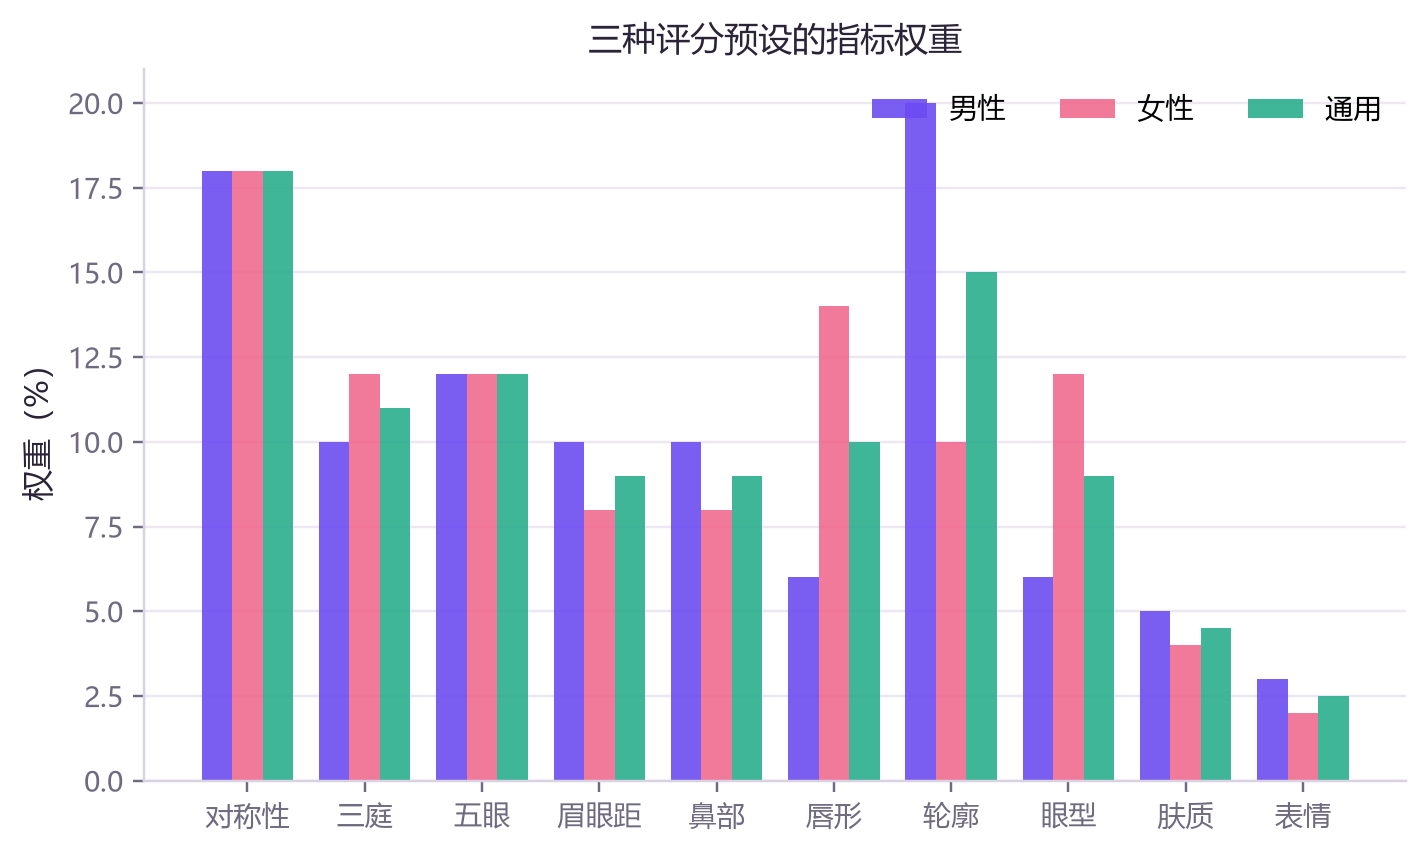 三种评分预设的指标权重
男性 女性 通用
权重 (%)
20.0
17.5
15.0
12.5
10.0
7.5
5.0
2.5
0.0
对称性 三庭 五眼 眉眼距 鼻部 唇形 轮廓 眼型 肤质 表情